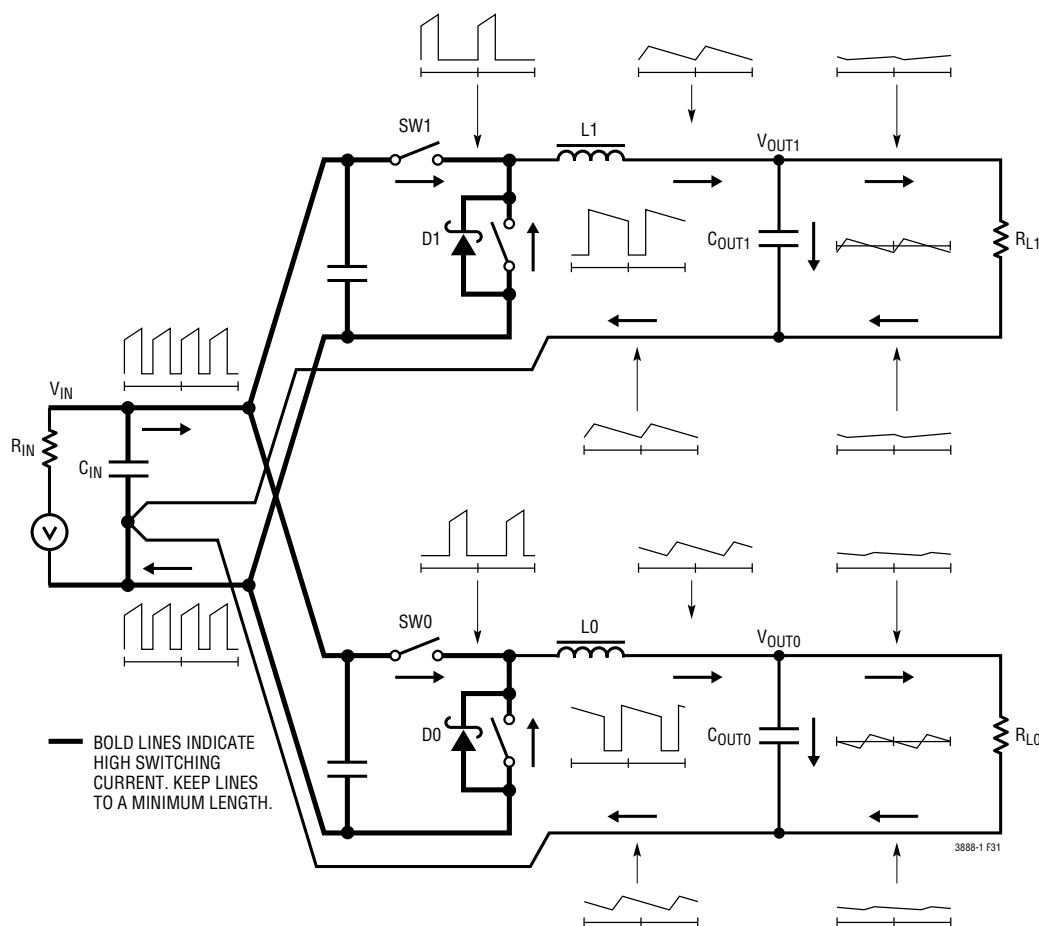 SW1
L1
VOUT1
D1
COUT1
RL1
VIN
RIN
CIN
V
SW0
L0
VOUT0
D0
COUT0
RL0
BOLD LINES INDICATE
HIGH SWITCHING
CURRENT. KEEP LINES
TO A MINIMUM LENGTH.
3888-1 F31